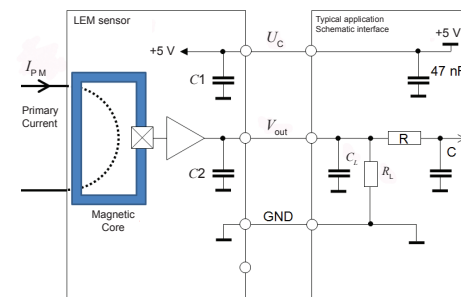 LEM sensor
Typical application
Schematic interface
+5 V
U_C
+5 V
I_PM
C1
47 nF
Primary
Current
V_out
R
C
C2
C_L
R_L
Magnetic
Core
GND